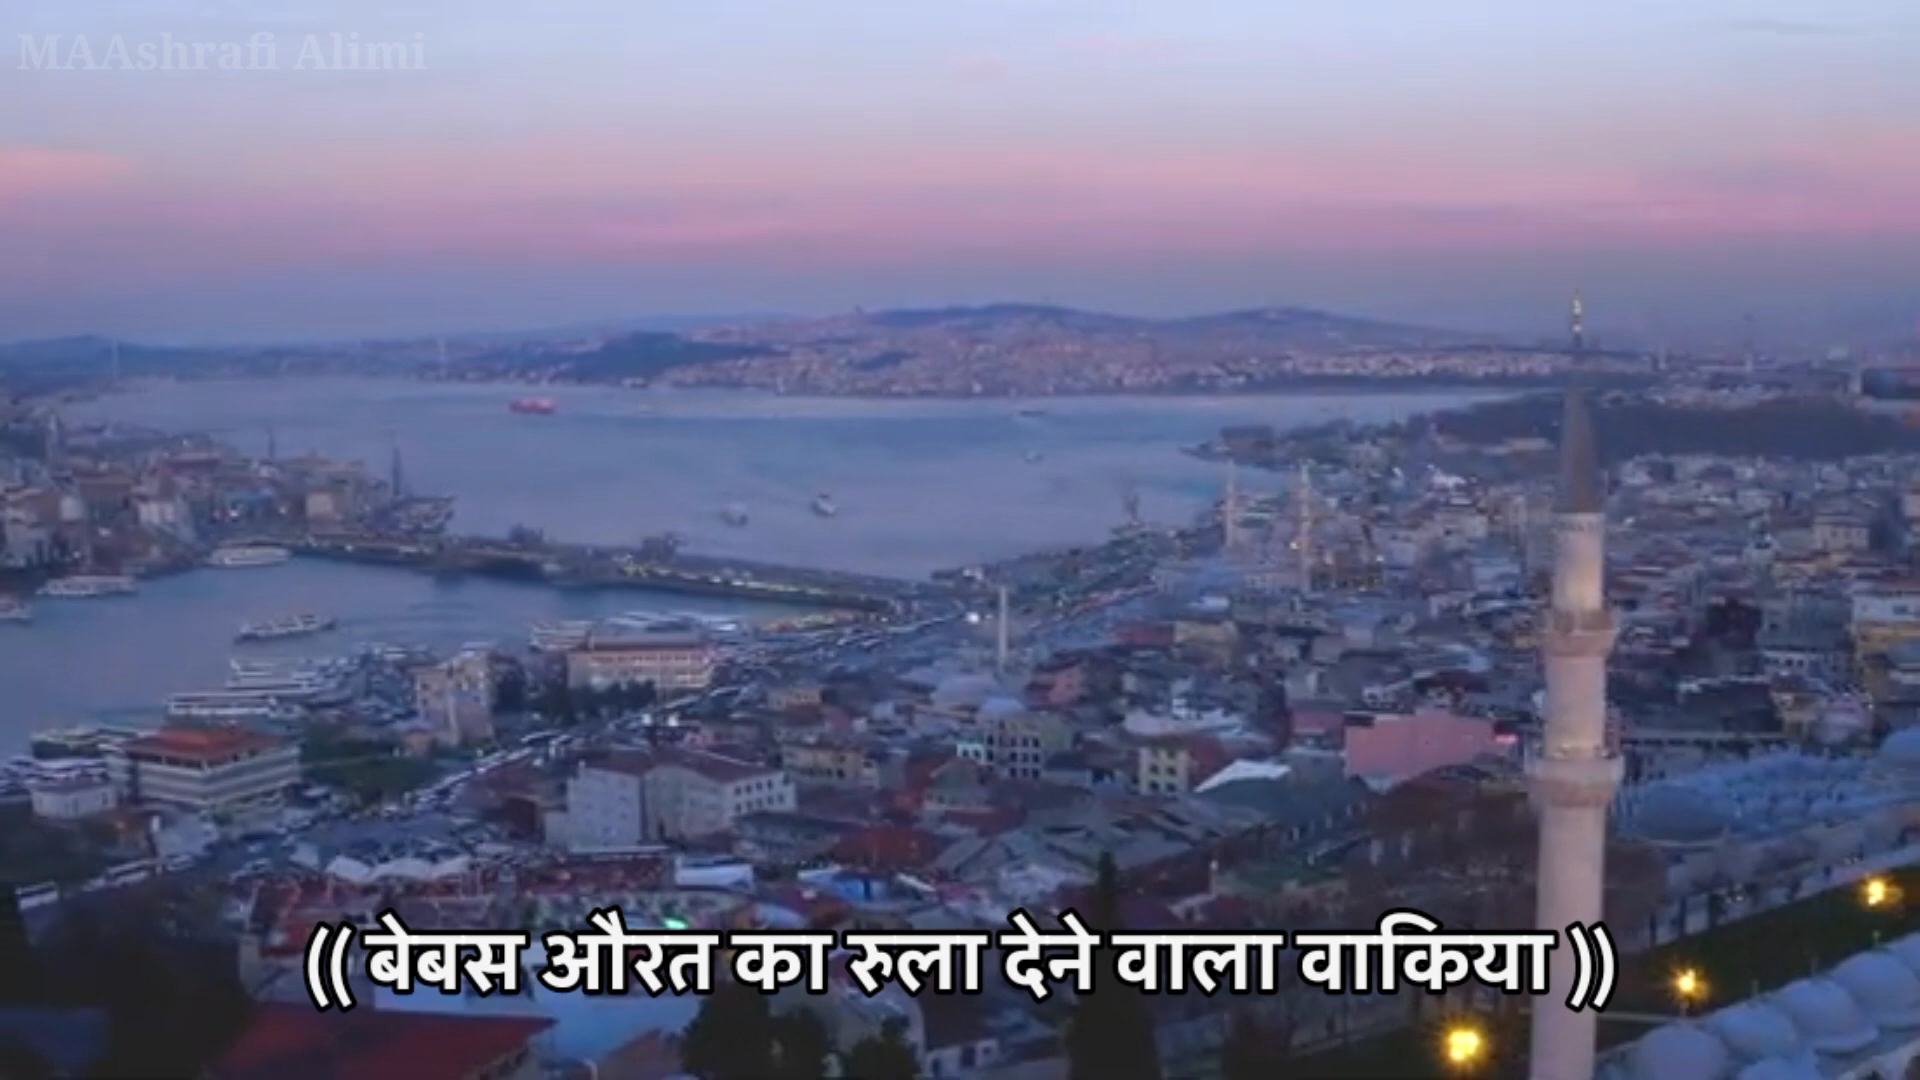 MAAshrafi Alimi
(( बेबस औरत का रुला देने वाला वाकिया ))